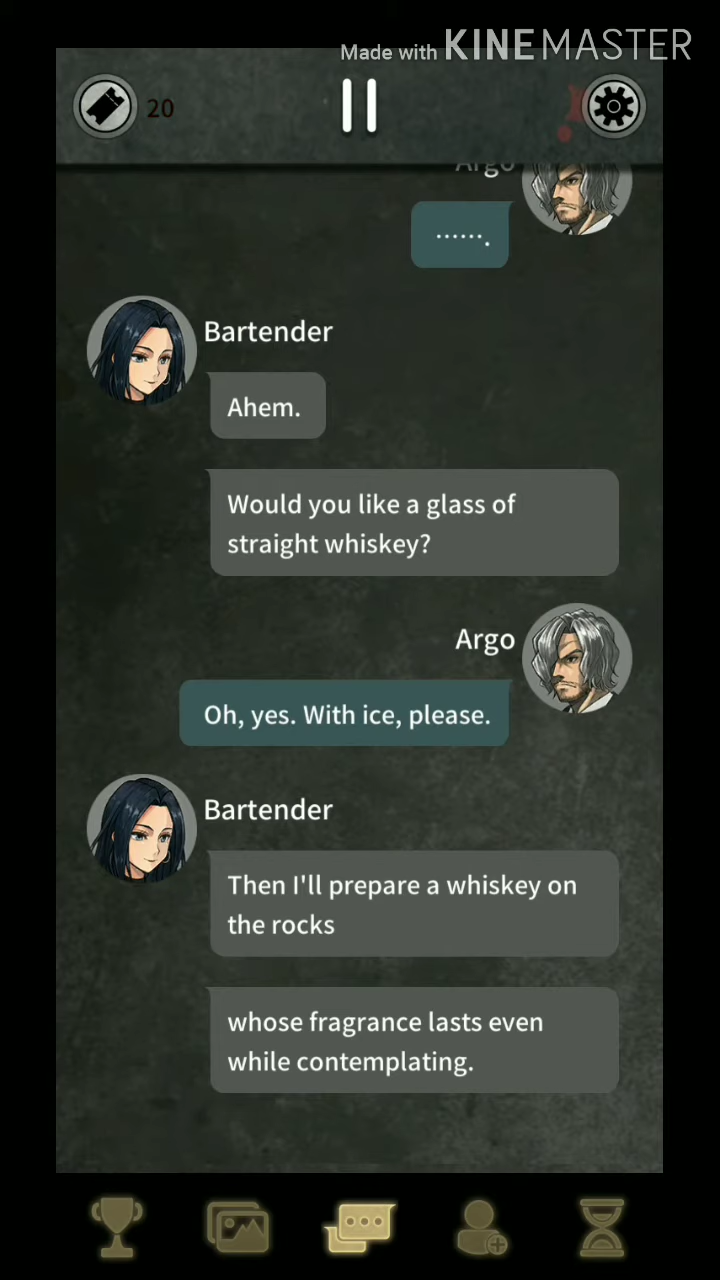 Made with KINEMASTER
20
Argo
.......
Bartender
Ahem.
Would you like a glass of
straight whiskey?
Argo
Oh, yes. With ice, please.
Bartender
Then I'll prepare a whiskey on
the rocks
whose fragrance lasts even
while contemplating.